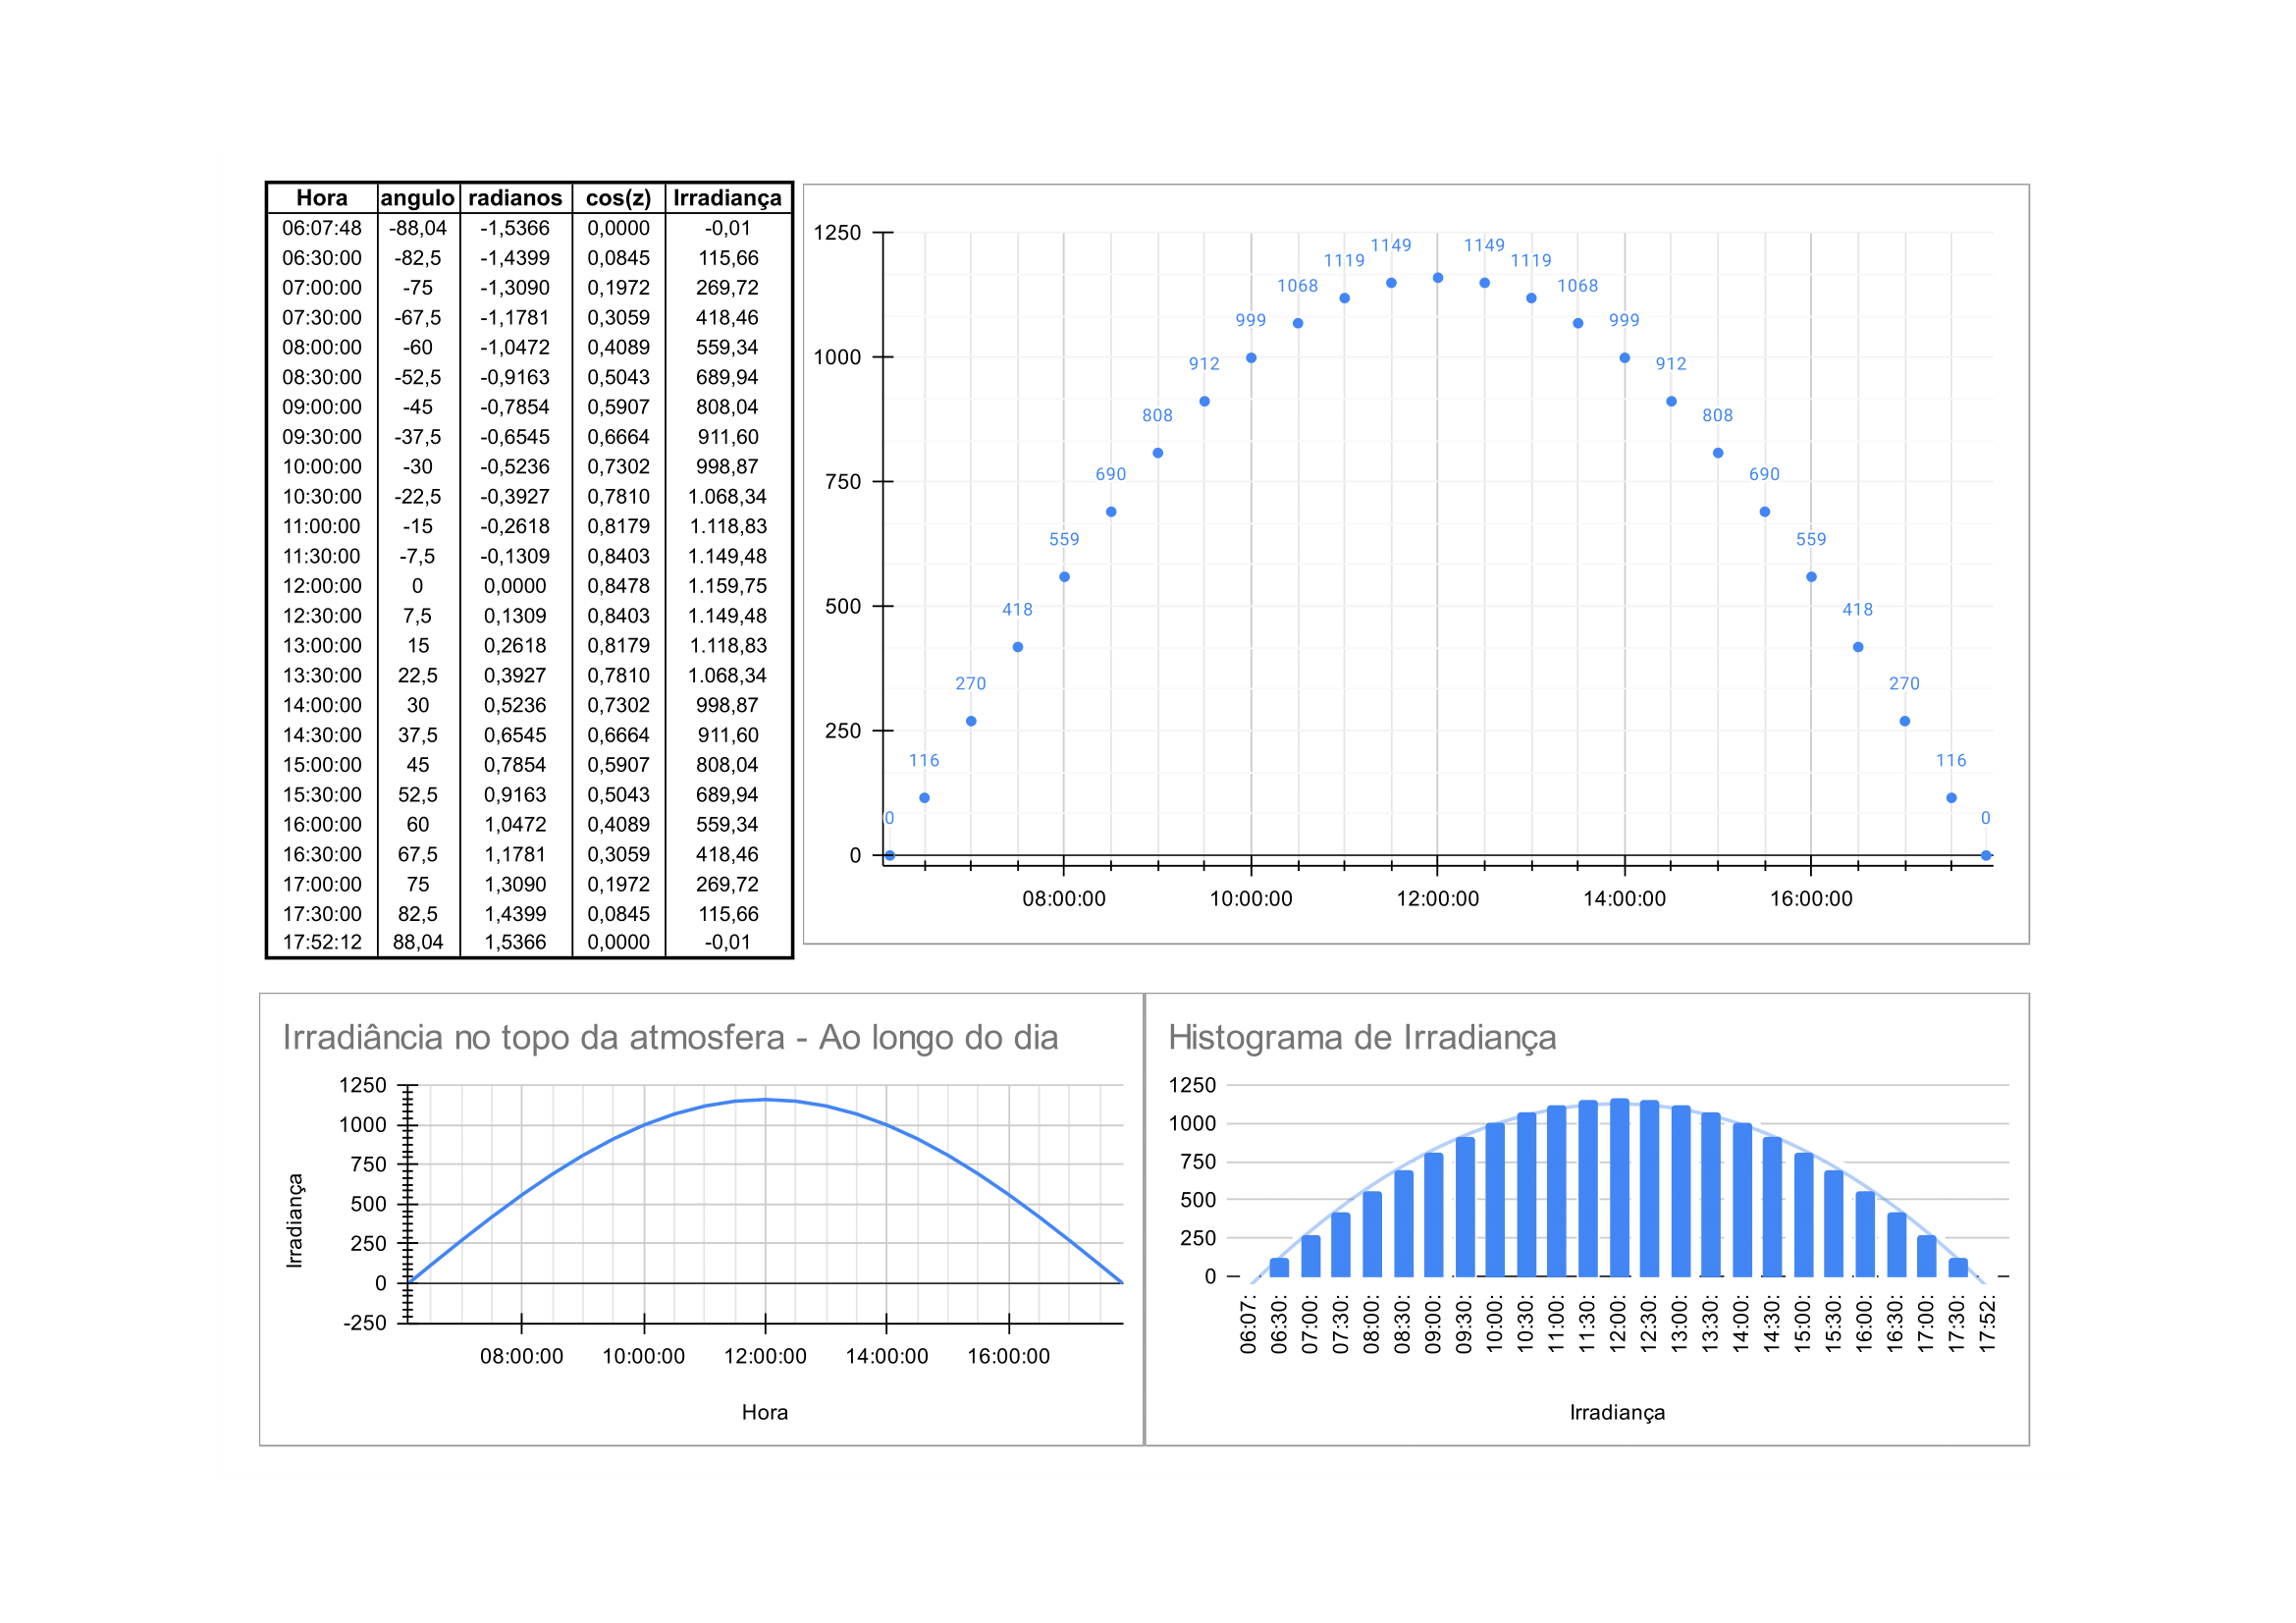 Hora angulo radianos cos(z) Irradiança
06:07:48 -88,04 -1,5366 0,0000 -0,01
06:30:00 -82,5 -1,4399 0,0845 115,66
07:00:00 -75 -1,3090 0,1972 269,72
07:30:00 -67,5 -1,1781 0,3059 418,46
08:00:00 -60 -1,0472 0,4089 559,34
08:30:00 -52,5 -0,9163 0,5043 689,94
09:00:00 -45 -0,7854 0,5907 808,04
09:30:00 -37,5 -0,6545 0,6664 911,60
10:00:00 -30 -0,5236 0,7302 998,87
10:30:00 -22,5 -0,3927 0,7810 1.068,34
11:00:00 -15 -0,2618 0,8179 1.118,83
11:30:00 -7,5 -0,1309 0,8403 1.149,48
12:00:00 0 0,0000 0,8478 1.159,75
12:30:00 7,5 0,1309 0,8403 1.149,48
13:00:00 15 0,2618 0,8179 1.118,83
13:30:00 22,5 0,3927 0,7810 1.068,34
14:00:00 30 0,5236 0,7302 998,87
14:30:00 37,5 0,6545 0,6664 911,60
15:00:00 45 0,7854 0,5907 808,04
15:30:00 52,5 0,9163 0,5043 689,94
16:00:00 60 1,0472 0,4089 559,34
16:30:00 67,5 1,1781 0,3059 418,46
17:00:00 75 1,3090 0,1972 269,72
17:30:00 82,5 1,4399 0,0845 115,66
17:52:12 88,04 1,5366 0,0000 -0,01
1250
1000
750
500
250
0
0 116 270 418 559 690 808 912 999 1068 1119 1149 1149 1119 1068 999 912 808 690 559 418 270 116 0
08:00:00 10:00:00 12:00:00 14:00:00 16:00:00
Irradiância no topo da atmosfera - Ao longo do dia
Irradiança
1250
1000
750
500
250
0
-250
08:00:00 10:00:00 12:00:00 14:00:00 16:00:00
Hora
Histograma de Irradiança
1250
1000
750
500
250
0
06:07: 06:30: 07:00: 07:30: 08:00: 08:30: 09:00: 09:30: 10:00: 10:30: 11:00: 11:30: 12:00: 12:30: 13:00: 13:30: 14:00: 14:30: 15:00: 15:30: 16:00: 16:30: 17:00: 17:30: 17:52:
Irradiança